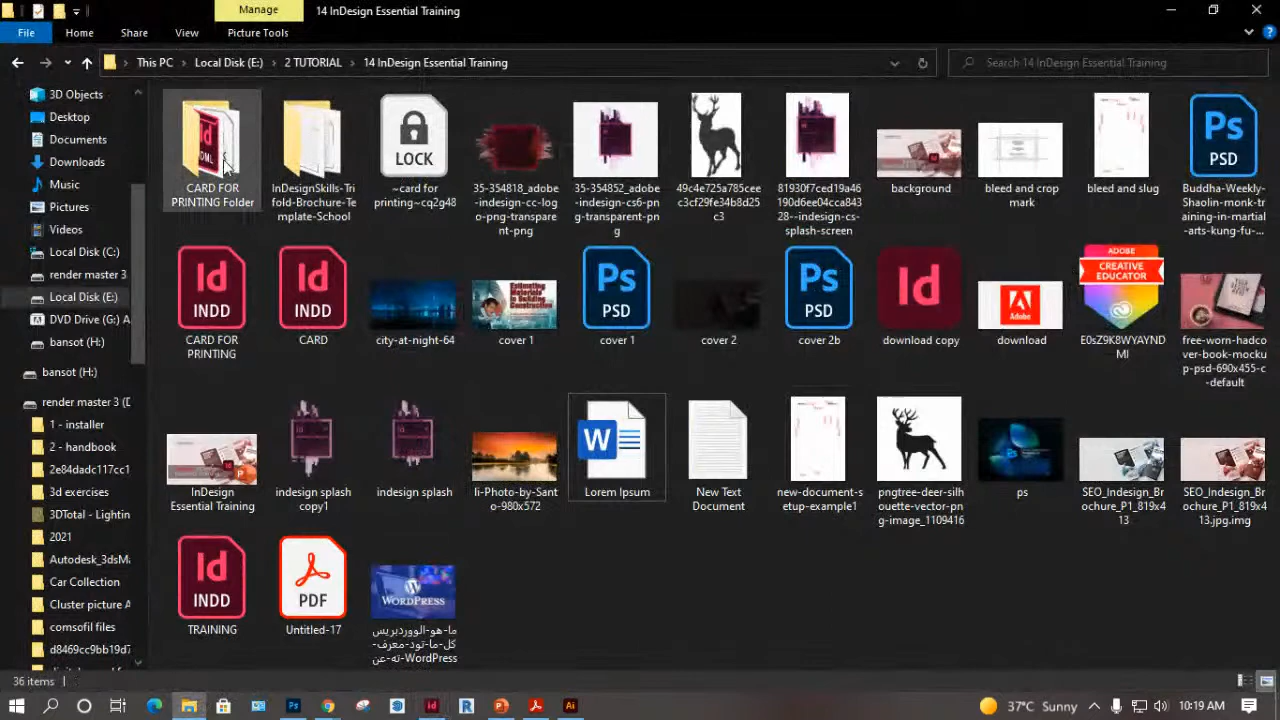 Manage
14 InDesign Essential Training
File
Home
Share
View
Picture Tools
This PC
Local Disk (E:)
2 TUTORIAL
14 InDesign Essential Training
Search 14 InDesign Essential Training
3D Objects
Desktop
Documents
Downloads
Music
Pictures
Videos
Local Disk (C:)
render master 3
Local Disk (E:)
DVD Drive (G:) A
bansot (H:)
bansot (H:)
render master 3 (D
1 - installer
2 - handbook
2e84dadc117cc1
3d exercises
3DTotal - Lightin
2021
Autodesk_3dsMa
Car Collection
Cluster picture A
comsofil files
d8469cc9bb19d7
CARD FOR
PRINTING Folder
InDesignSkills-Tri
fold-Brochure-Te
mplate-School
LOCK
~card for
printing~cq2g48
35-354818_adobe
-indesign-cc-log
o-png-transpare
nt-png
35-354852_adobe
-indesign-cs6-pn
g-transparent-pn
g
49c4e725a785cee
c3cf29fe34b8d25
c3
81930f7ced19a46
190d6ee04cca843
28--indesign-cs-
splash-screen
background
bleed and crop
mark
bleed and slug
Ps
PSD
Buddha-Weekly-
Shaolin-monk-tr
aining-in-martial
-arts-kung-fu-...
Id
INDD
CARD FOR
PRINTING
Id
INDD
CARD
city-at-night-64
Estimating
Materials
in Building
Construction
cover 1
Ps
PSD
cover 1
cover 2
Ps
PSD
cover 2b
Id
download copy
Adobe
download
ADOBE
CREATIVE
EDUCATOR
E0sZ9K8WYAYND
MI
free-worn-hadco
ver-book-mocku
p-psd-690x455-c
-default
InDesign
Essential Training
indesign splash
copy1
indesign splash
li-Photo-by-Sant
o-980x572
W
Lorem Ipsum
New Text
Document
new-document-s
etup-example1
pngtree-deer-silh
ouette-vector-pn
g-image_1109416
ps
SEO_Indesign_Br
ochure_P1_819x4
13
SEO_Indesign_Br
ochure_P1_819x4
13.jpg.img
Id
INDD
TRAINING
PDF
Untitled-17
WORDPRESS
ما-هو-الووردبريس
كل-ما-تود-معرف-
ته-عن-WordPress
36 items
37°C Sunny
10:19 AM